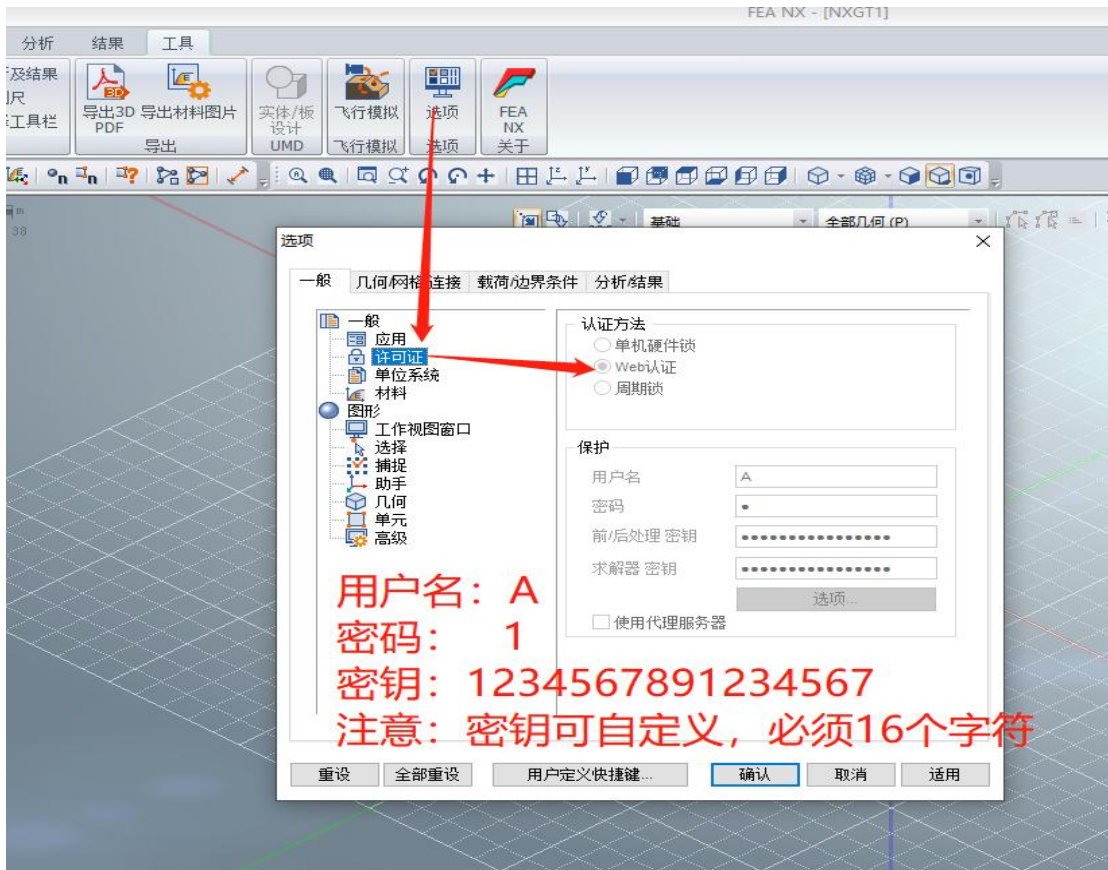 FEA NX - [NXGT1]
分析 结果 工具
及结果
尺
工具栏
导出3D PDF
导出材料图片
导出
实体/板 设计
UMD
飞行模拟
飞行模拟
选项
选项
FEA NX
关于
m
38
基础
全部几何 (P)
选项
一般 几何/网格/连接 载荷/边界条件 分析/结果
一般
应用
许可证
单位系统
材料
图形
工作视图窗口
选择
捕捉
助手
几何
单元
高级
认证方法
单机硬件锁
Web认证
周期锁
保护
用户名 A
密码 •
前/后处理 密钥 ••••••••••••••••
求解器 密钥 ••••••••••••••••
选项...
使用代理服务器
用户名：A
密码： 1
密钥：1234567891234567
注意：密钥可自定义，必须16个字符
重设 全部重设 用户定义快捷键... 确认 取消 适用